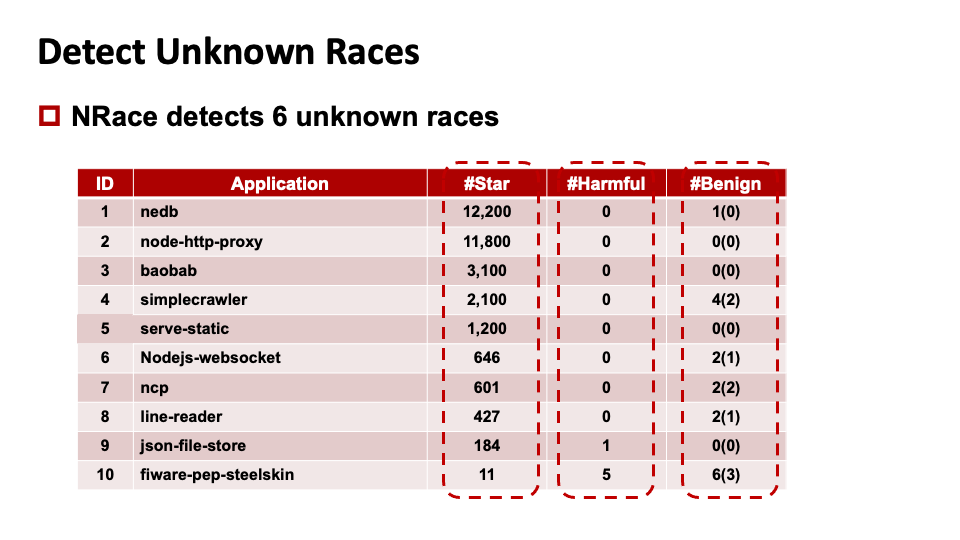 Detect Unknown Races
NRace detects 6 unknown races
ID Application #Star #Harmful #Benign
1 nedb 12,200 0 1(0)
2 node-http-proxy 11,800 0 0(0)
3 baobab 3,100 0 0(0)
4 simplecrawler 2,100 0 4(2)
5 serve-static 1,200 0 0(0)
6 Nodejs-websocket 646 0 2(1)
7 ncp 601 0 2(2)
8 line-reader 427 0 2(1)
9 json-file-store 184 1 0(0)
10 fiware-pep-steelskin 11 5 6(3)